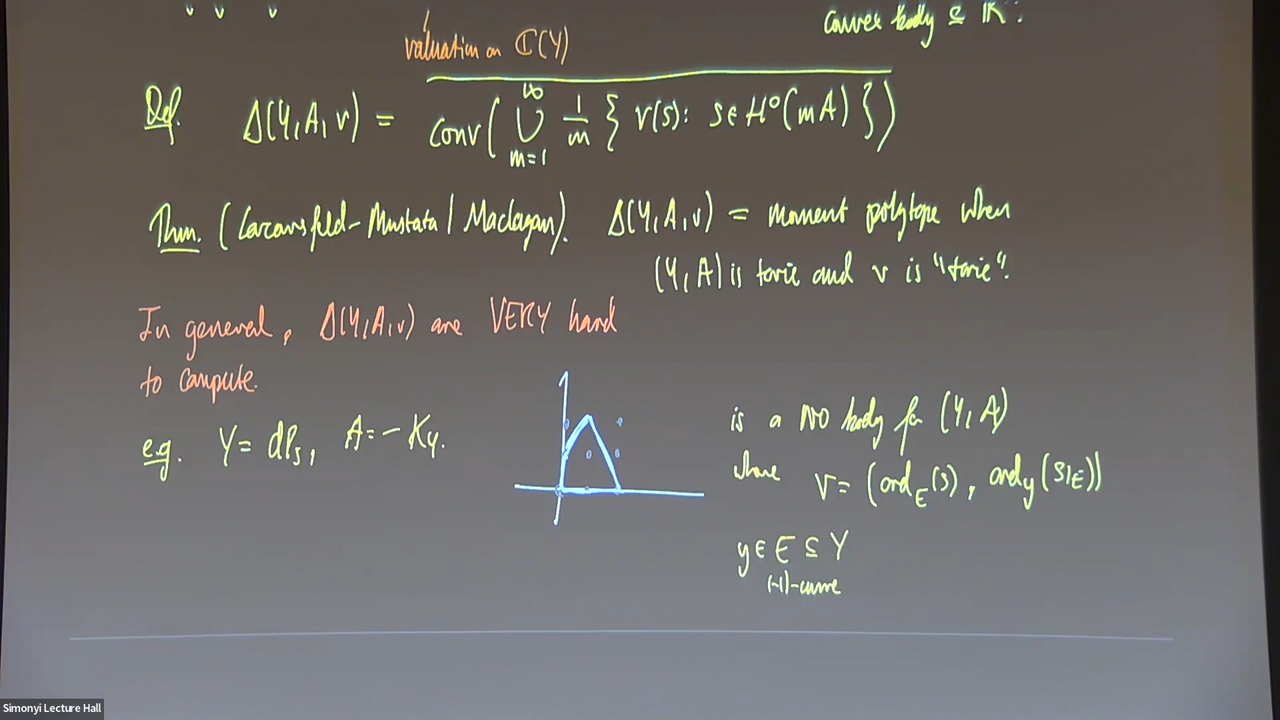 convex body ⊆ ℝ.
valuation on ℂ(Y)
Def. Δ(Y, A, v) = conv( ∪ m=1 ∞ 1/m { v(s): s ∈ H⁰(mA) } )
Thm. (Lazarsfeld-Mustata / Maclagan). Δ(Y, A, v) = moment polytope when
(Y, A) is toric and v is "toric".
In general, Δ(Y, A, v) are VERY hard
to compute.
e.g. Y = dP₅, A = -K_Y.
is a NO body for (Y, A)
where v = (ord_E(s), ord_y(s|_E))
y ∈ E ⊆ Y
(-1)-curve
Simonyi Lecture Hall